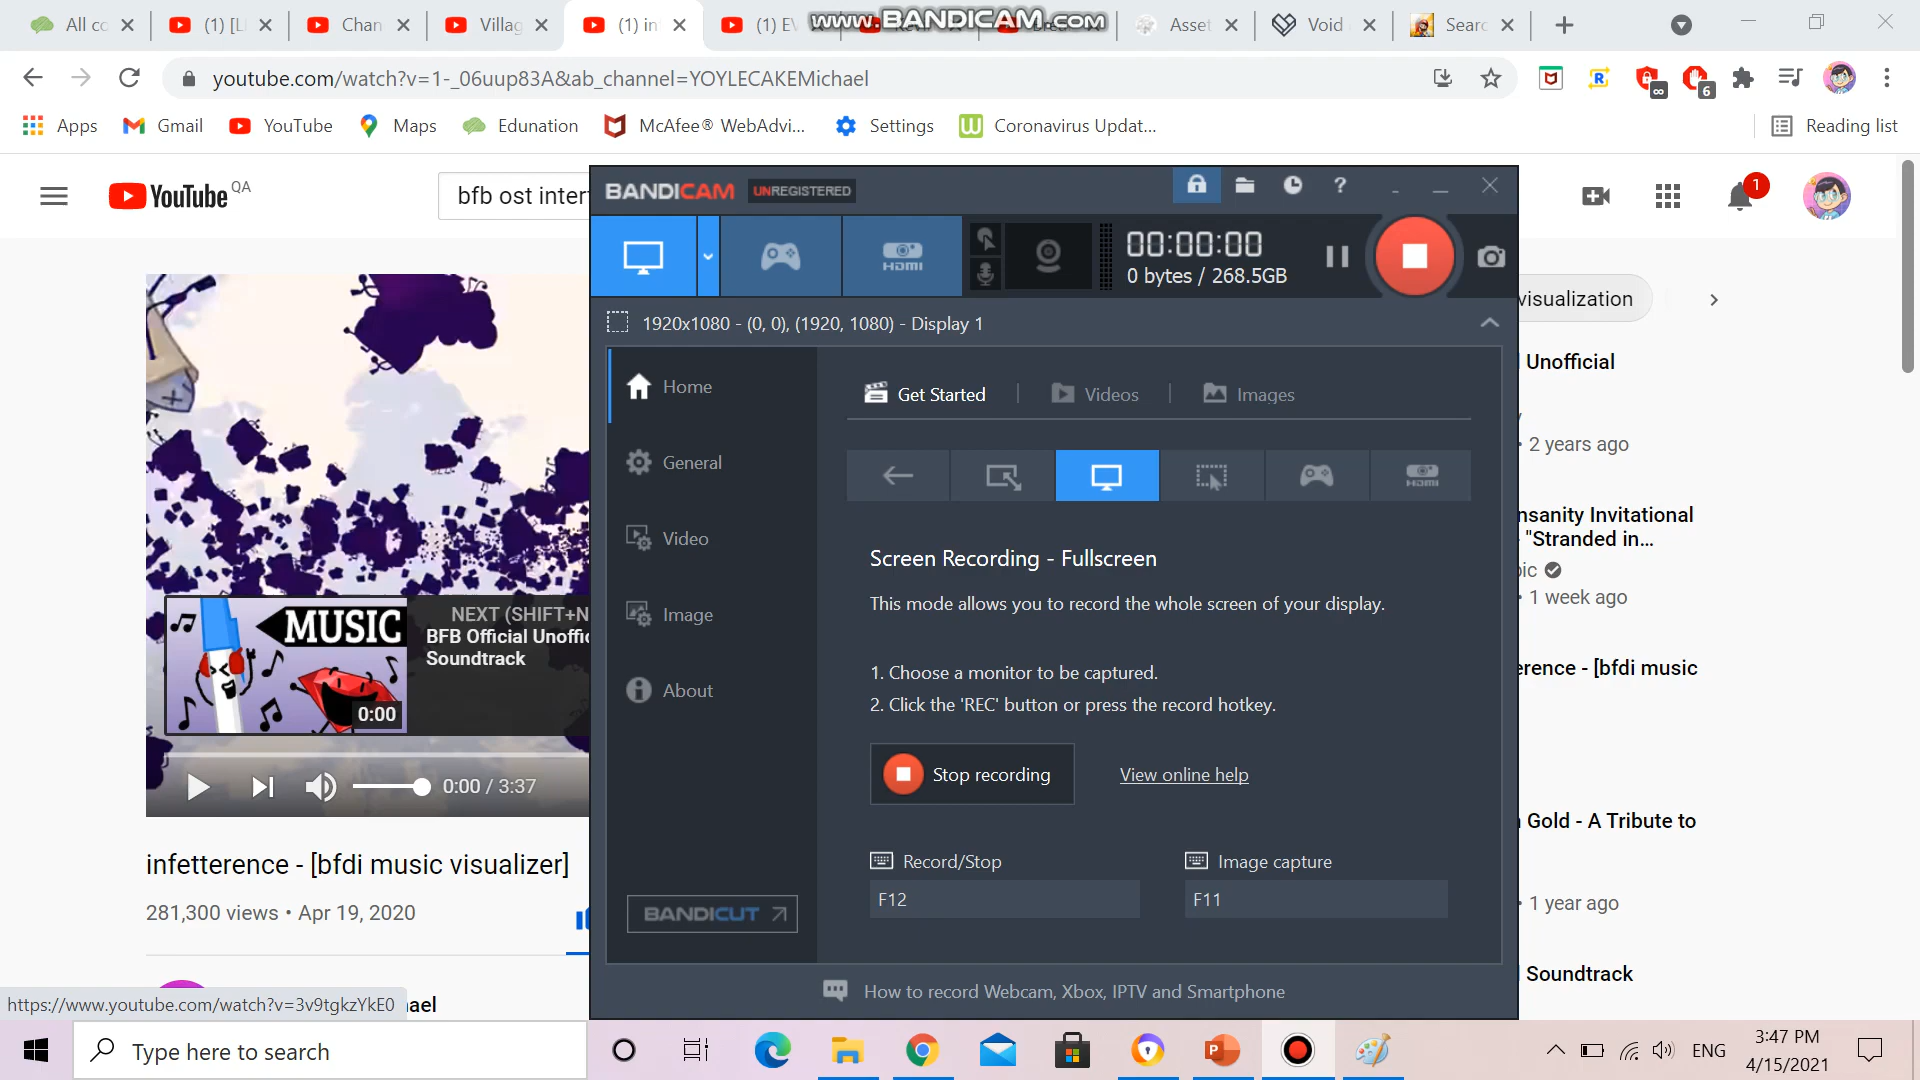 All co
(1) [L
Chan
Villag
(1) in
(1) E
Asset
Void
Searc
www.BANDICAM.com
youtube.com/watch?v=1-_06uup83A&ab_channel=YOYLECAKEMichael
∞
6
Apps
Gmail
YouTube
Maps
Edunation
McAfee® WebAdvi...
Settings
Coronavirus Updat...
Reading list
YouTube QA
bfb ost inter
1
BANDICAM UNREGISTERED
HDMI
00:00:00
0 bytes / 268.5GB
1920x1080 - (0, 0), (1920, 1080) - Display 1
Home
General
Video
Image
About
BANDICUT
Get Started
Videos
Images
HDMI
Screen Recording - Fullscreen
This mode allows you to record the whole screen of your display.
1. Choose a monitor to be captured.
2. Click the 'REC' button or press the record hotkey.
Stop recording
View online help
Record/Stop
Image capture
F12
F11
How to record Webcam, Xbox, IPTV and Smartphone
MUSIC
0:00
NEXT (SHIFT+N
BFB Official Unoffi
Soundtrack
0:00 / 3:37
infetterence - [bfdi music visualizer]
281,300 views • Apr 19, 2020
ael
https://www.youtube.com/watch?v=3v9tgkzYkE0
visualization
Unofficial
• 2 years ago
nsanity Invitational
"Stranded in...
ic
• 1 week ago
erence - [bfdi music
Gold - A Tribute to
• 1 year ago
Soundtrack
Type here to search
ENG
3:47 PM
4/15/2021